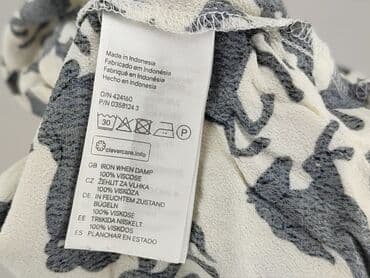 Made in Indonesia
Fabricado em Indonésia
Fabriqué en Indonésie
Hecho en Indonesia
O/N 424160
P/N 0358124.3
30 P
clevercare.info
GB IRON WHEN DAMP
100% VISCOSE
CZ ŽEHLIT ZA VLHKA
100% VISKÓZA
DE IN FEUCHTEM ZUSTAND
BÜGELN
100% VISKOSE
EE TRIIKIDA NIISKELT
100% VISKOOS
ES PLANCHAR EN ESTADO